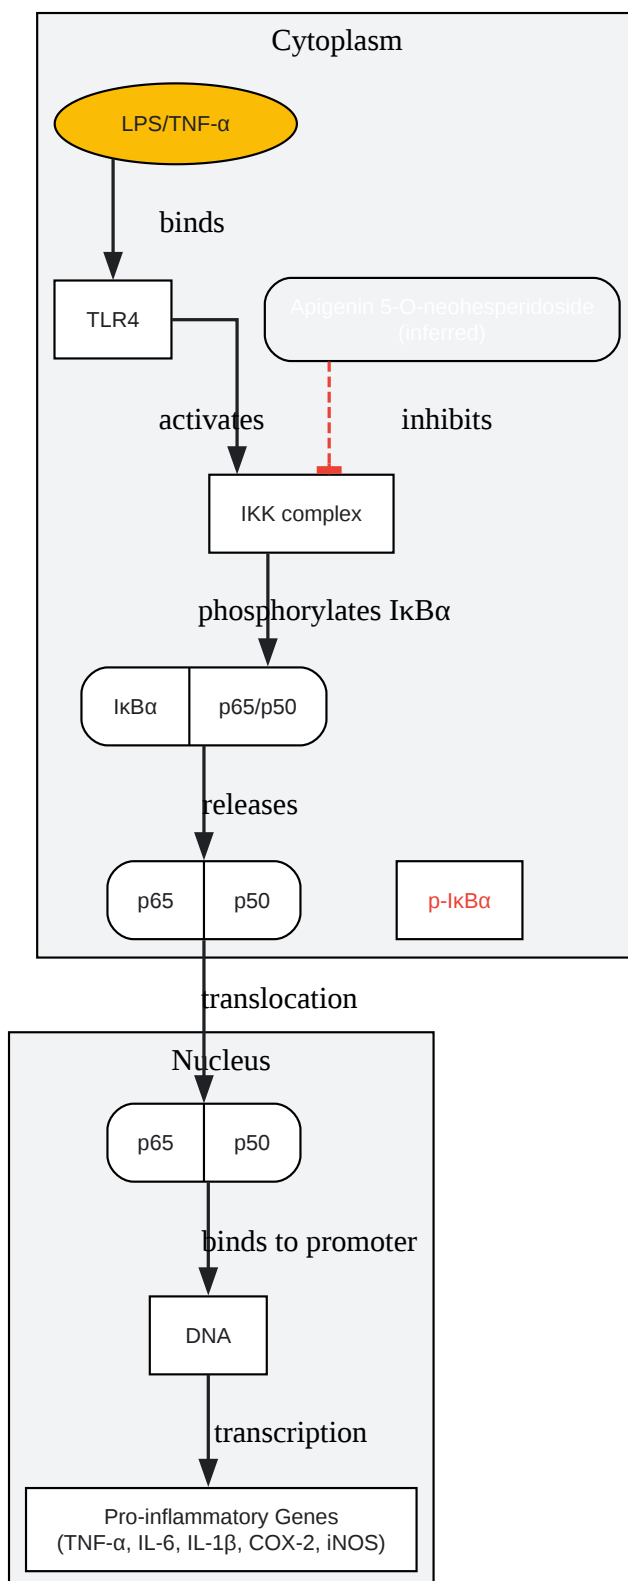 Cytoplasm
LPS/TNF-α
binds
TLR4
Apigenin 5-O-neohesperidoside
(inferred)
activates
inhibits
IKK complex
phosphorylates IκBα
IκBα
p65/p50
releases
p65
p50
p-IκBα
translocation
Nucleus
p65
p50
binds to promoter
DNA
transcription
Pro-inflammatory Genes
(TNF-α, IL-6, IL-1β, COX-2, iNOS)